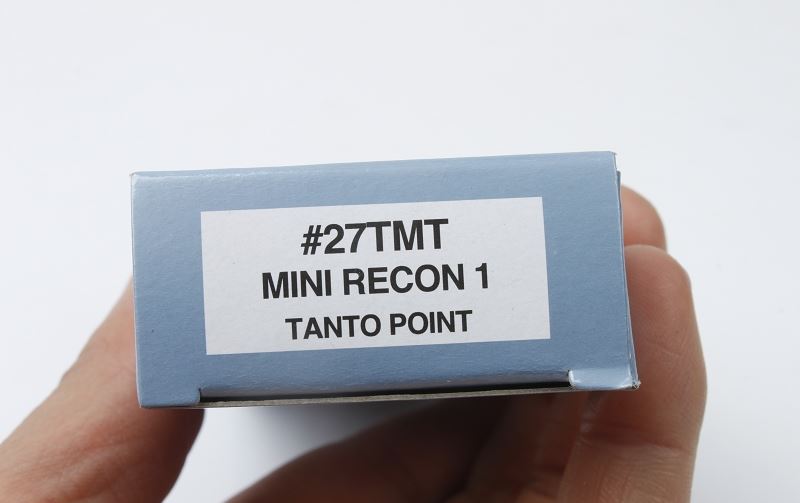 #27TMT
MINI RECON 1
TANTO POINT